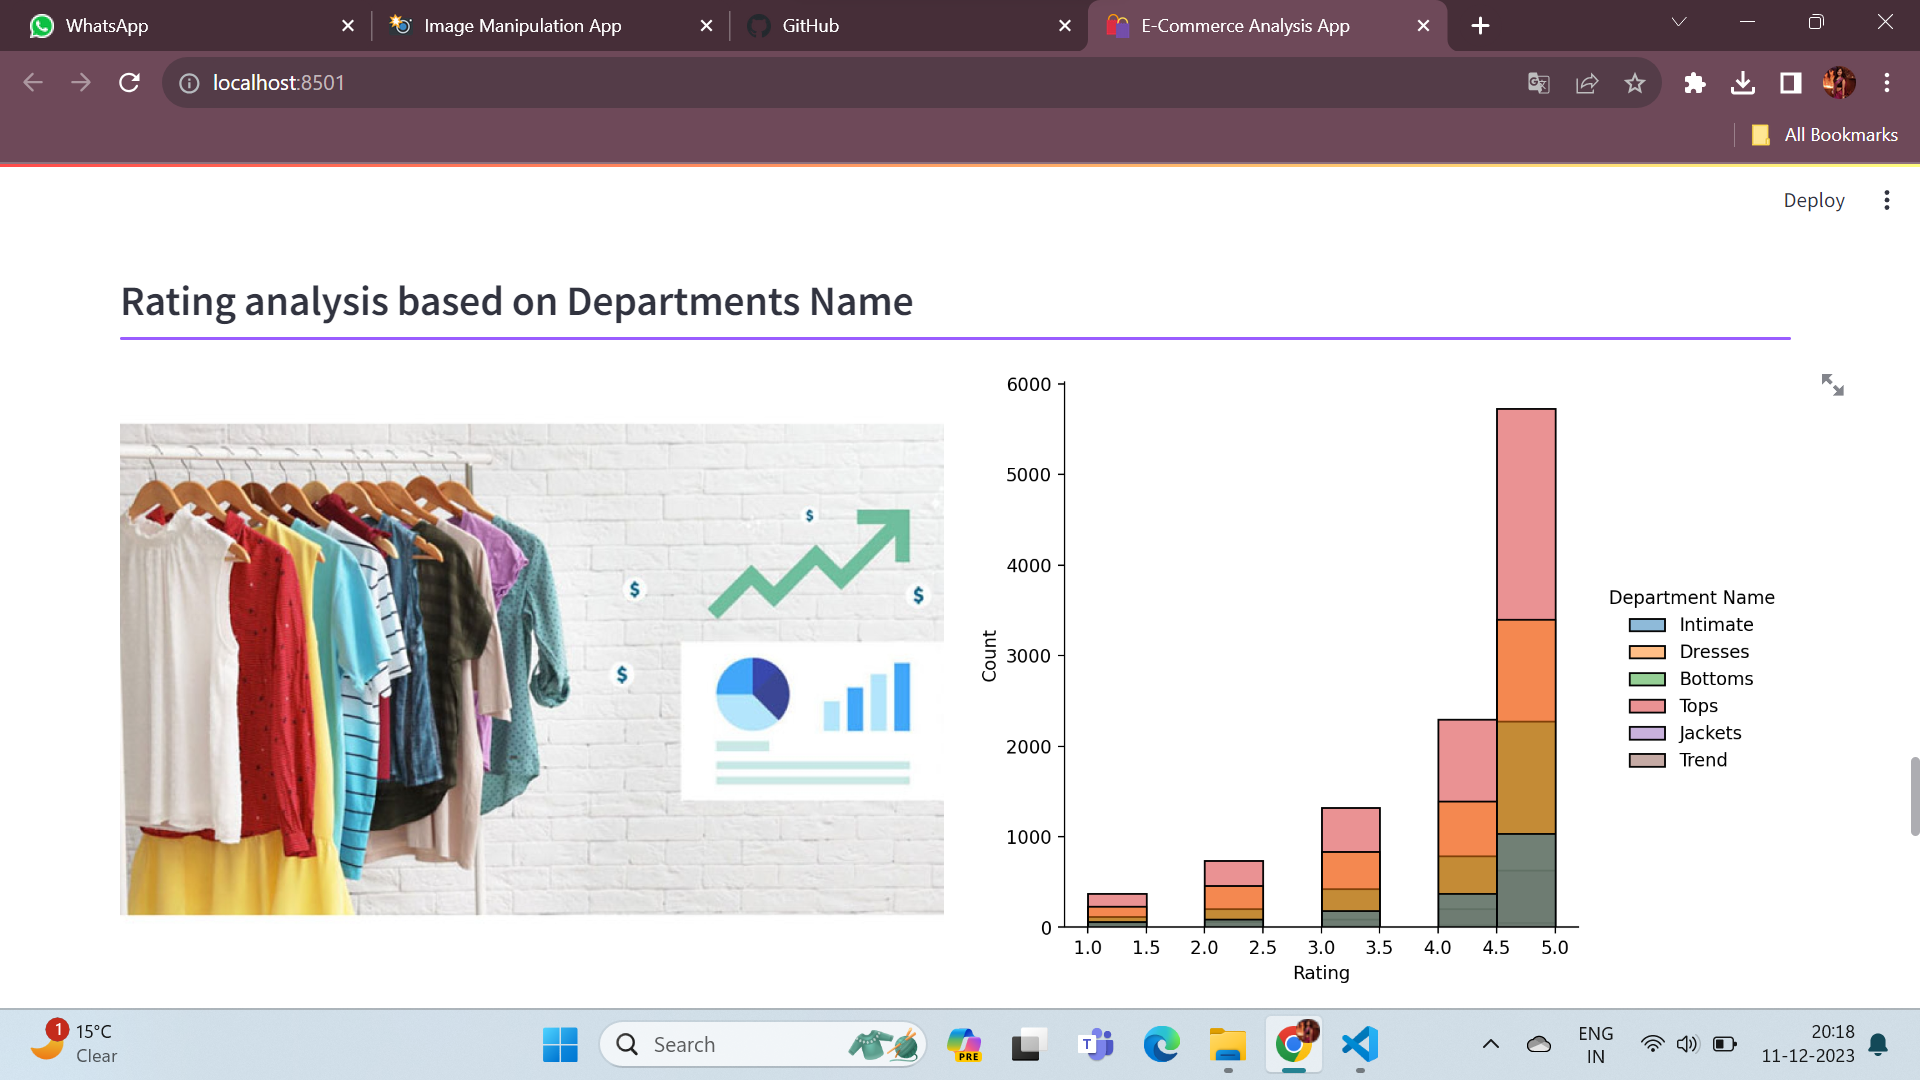 WhatsApp
Image Manipulation App
GitHub
E-Commerce Analysis App
localhost:8501
All Bookmarks
Deploy
Rating analysis based on Departments Name
$
$
$
$
6000
5000
4000
3000
2000
1000
0
Count
1.0 1.5 2.0 2.5 3.0 3.5 4.0 4.5 5.0
Rating
Department Name
Intimate
Dresses
Bottoms
Tops
Jackets
Trend
1
15°C
Clear
Search
PRE
T
ENG
IN
20:18
11-12-2023